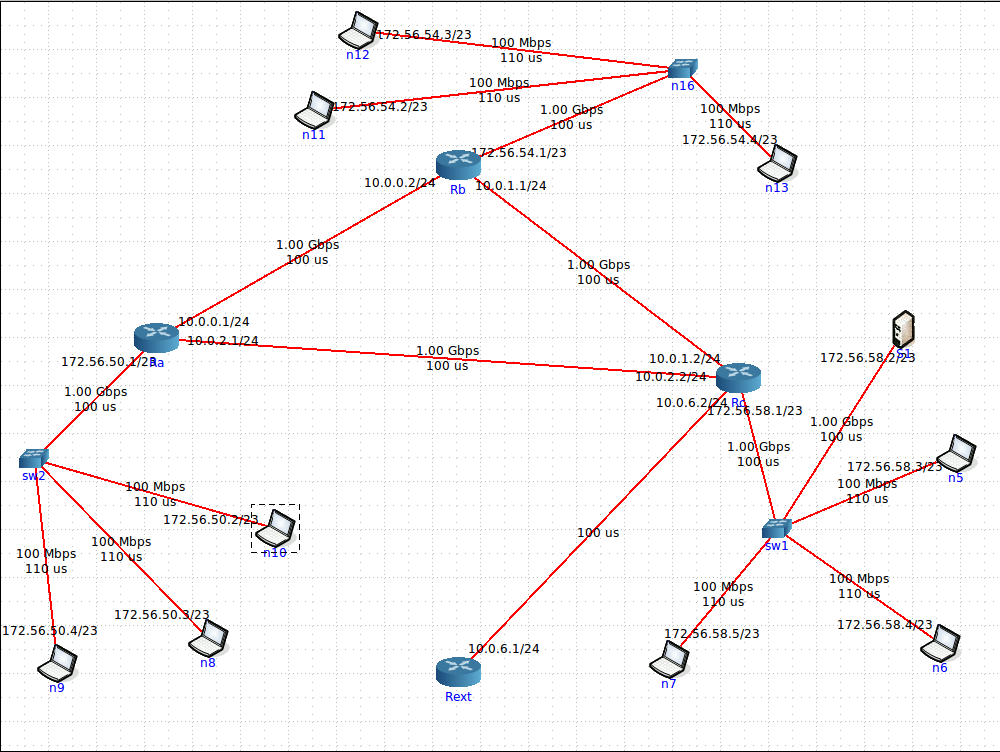 172.56.54.3/23
n12
100 Mbps
110 us
n16
100 Mbps
110 us
172.56.54.2/23
n11
1.00 Gbps
100 us
100 Mbps
110 us
172.56.54.4/23
n13
172.56.54.1/23
Rb
10.0.0.2/24
10.0.1.1/24
1.00 Gbps
100 us
1.00 Gbps
100 us
10.0.0.1/24
10.0.2.1/24
172.56.50.1/23
Ra
1.00 Gbps
100 us
1.00 Gbps
100 us
10.0.1.2/24
10.0.2.2/24
10.0.6.2/24
Rc
172.56.58.1/23
172.56.58.2/23
S1
1.00 Gbps
100 us
1.00 Gbps
100 us
172.56.58.3/23
n5
100 Mbps
110 us
sw2
100 Mbps
110 us
172.56.50.2/23
n10
100 Mbps
110 us
100 Mbps
110 us
100 us
sw1
100 Mbps
110 us
100 Mbps
110 us
172.56.50.3/23
n8
172.56.50.4/23
n9
10.0.6.1/24
Rext
172.56.58.5/23
n7
172.56.58.4/23
n6